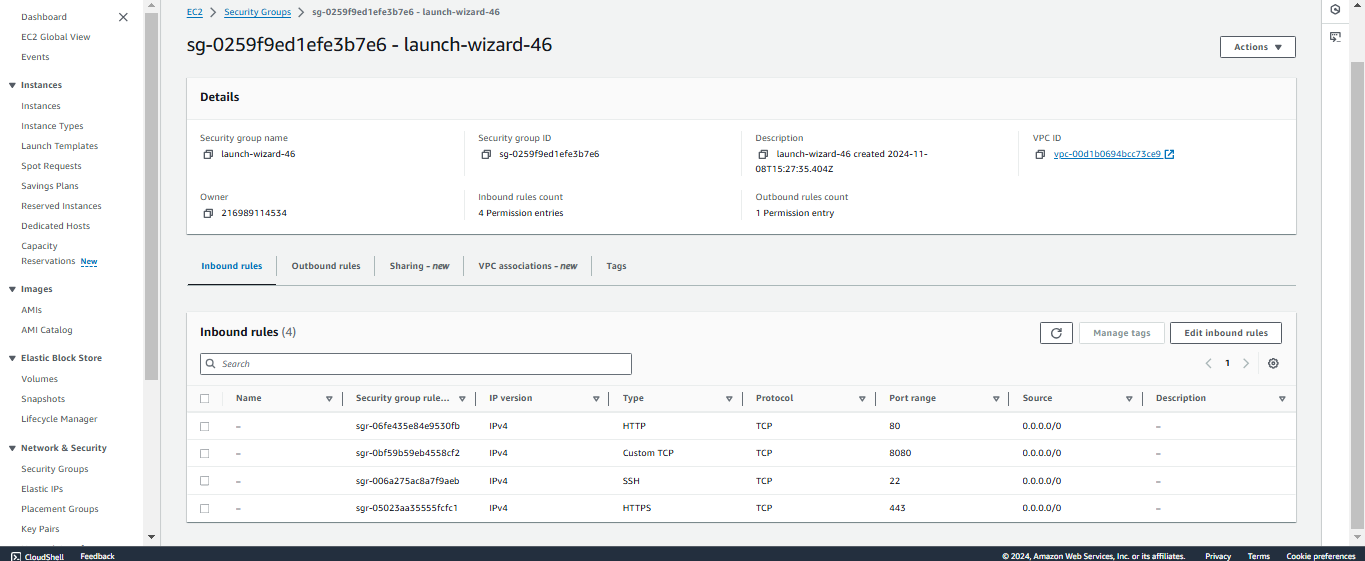 Dashboard
EC2 Global View
Events
Instances
Instances
Instance Types
Launch Templates
Spot Requests
Savings Plans
Reserved Instances
Dedicated Hosts
Capacity
Reservations New
Images
AMIs
AMI Catalog
Elastic Block Store
Volumes
Snapshots
Lifecycle Manager
Network & Security
Security Groups
Elastic IPs
Placement Groups
Key Pairs
EC2 > Security Groups > sg-0259f9ed1efe3b7e6 - launch-wizard-46
sg-0259f9ed1efe3b7e6 - launch-wizard-46
Actions
Details
Security group name
launch-wizard-46
Security group ID
sg-0259f9ed1efe3b7e6
Description
launch-wizard-46 created 2024-11-
08T15:27:35.404Z
VPC ID
vpc-00d1b0694bcc73ce9
Owner
216989114534
Inbound rules count
4 Permission entries
Outbound rules count
1 Permission entry
Inbound rules Outbound rules Sharing - new VPC associations - new Tags
Inbound rules (4)
Manage tags Edit inbound rules
Search
1
Name Security group rule... IP version Type Protocol Port range Source Description
– sgr-06fe435e84e9530fb IPv4 HTTP TCP 80 0.0.0.0/0 –
– sgr-0bf59b59eb4558cf2 IPv4 Custom TCP TCP 8080 0.0.0.0/0 –
– sgr-006a275ac8a7f9aeb IPv4 SSH TCP 22 0.0.0.0/0 –
– sgr-05023aa35555fcfc1 IPv4 HTTPS TCP 443 0.0.0.0/0 –
CloudShell Feedback © 2024, Amazon Web Services, Inc. or its affiliates. Privacy Terms Cookie preferences